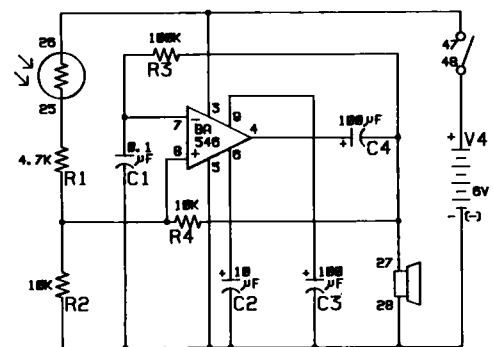 26
25
4.7K
R1
10K
R2
100K
R3
0.1
μF
C1
7
8
-
+
BA
546
3
9
4
5
6
10K
R4
10
μF
+
C2
100
μF
+
C3
100μF
+
C4
27
28
47
48
+
V4
6V
- (-)